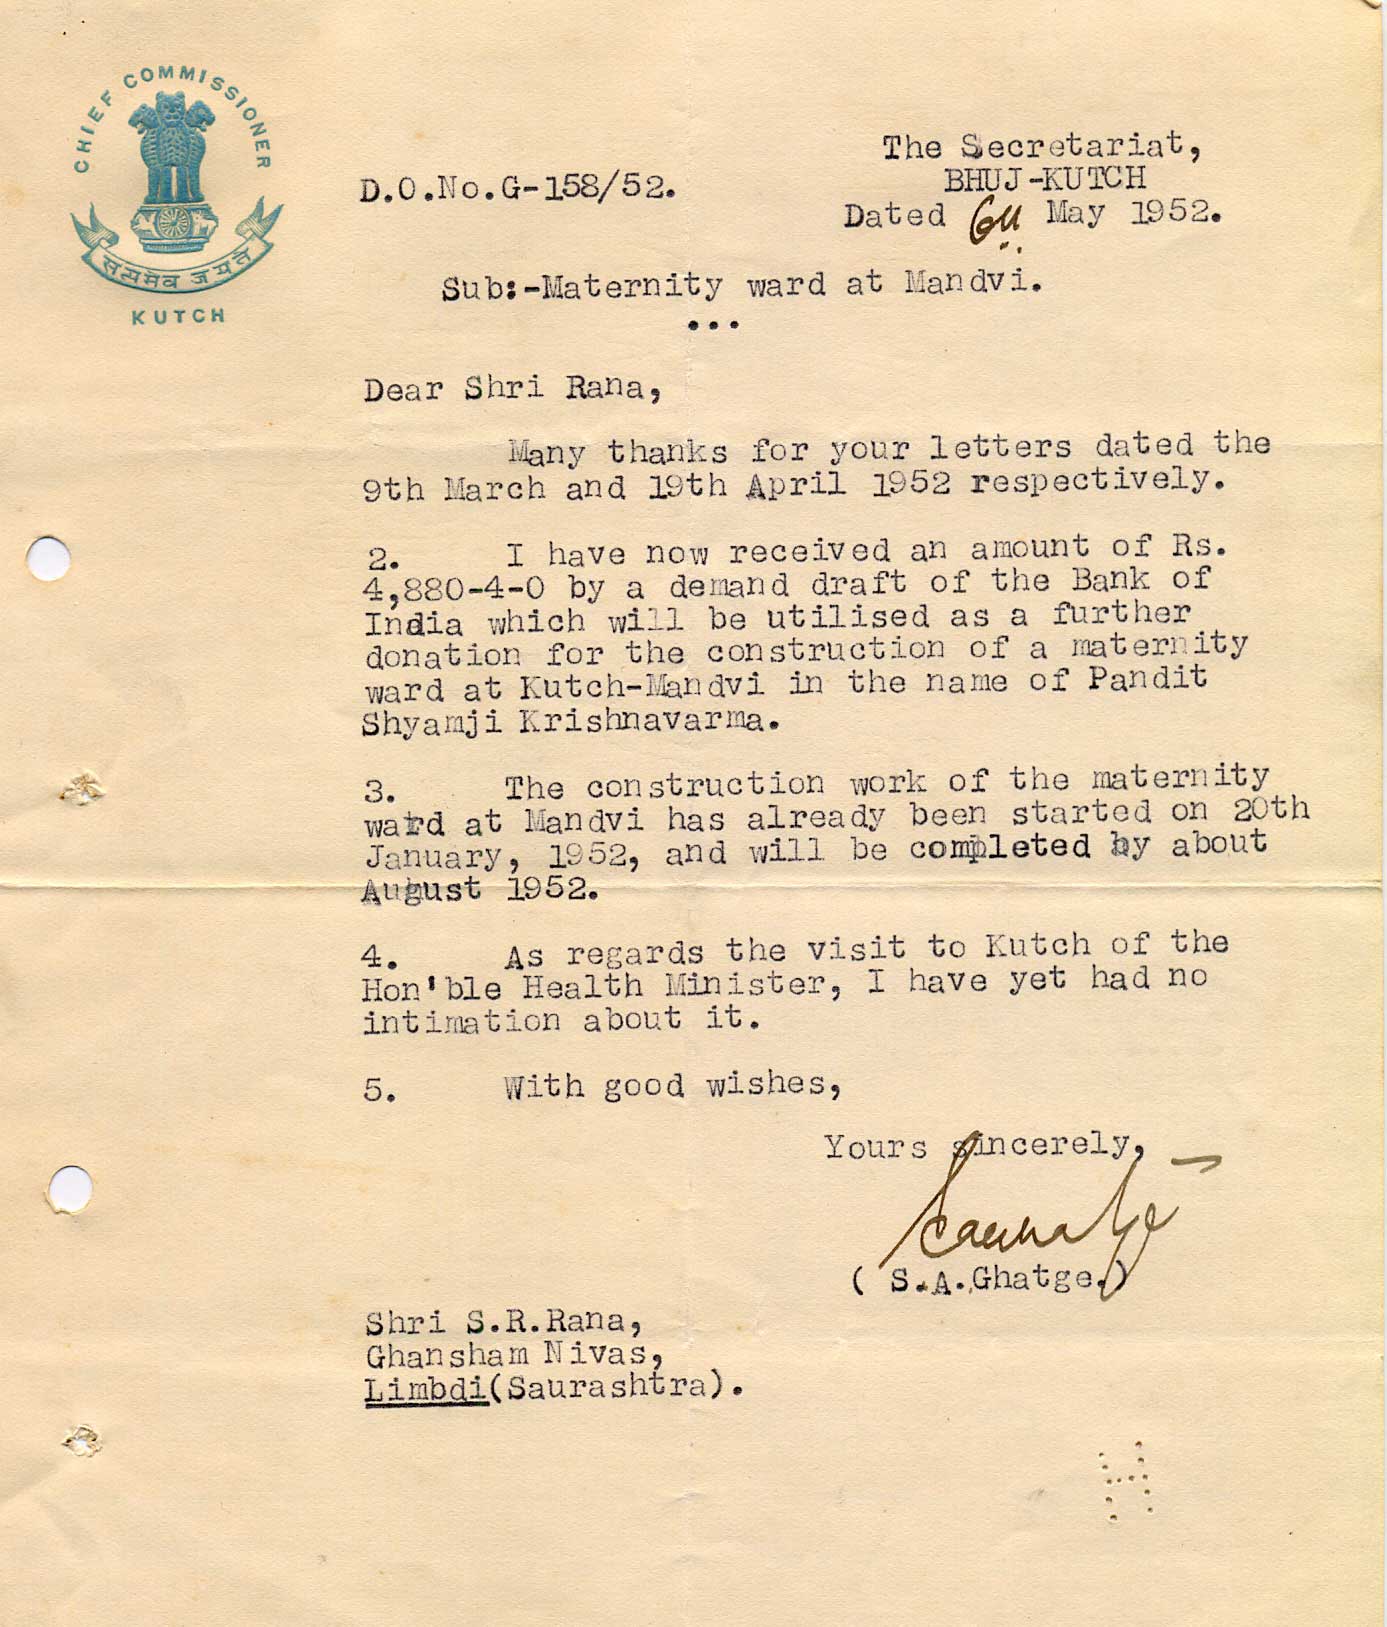 CHIEF COMMISSIONER
सत्यमेव जयते
KUTCH
The Secretariat,
BHUJ-KUTCH
D.O.No.G-158/52.
Dated 6th May 1952.
Sub:-Maternity ward at Mandvi.
...
Dear Shri Rana,
Many thanks for your letters dated the
9th March and 19th April 1952 respectively.
2. I have now received an amount of Rs.
4,880-4-0 by a demand draft of the Bank of
India which will be utilised as a further
donation for the construction of a maternity
ward at Kutch-Mandvi in the name of Pandit
Shyamji Krishnavarma.
3. The construction work of the maternity
ward at Mandvi has already been started on 20th
January, 1952, and will be completed by about
August 1952.
4. As regards the visit to Kutch of the
Hon'ble Health Minister, I have yet had no
intimation about it.
5. With good wishes,
Yours sincerely,
( S.A.Ghatge.)
Shri S.R.Rana,
Ghansham Nivas,
Limbdi(Saurashtra).
H